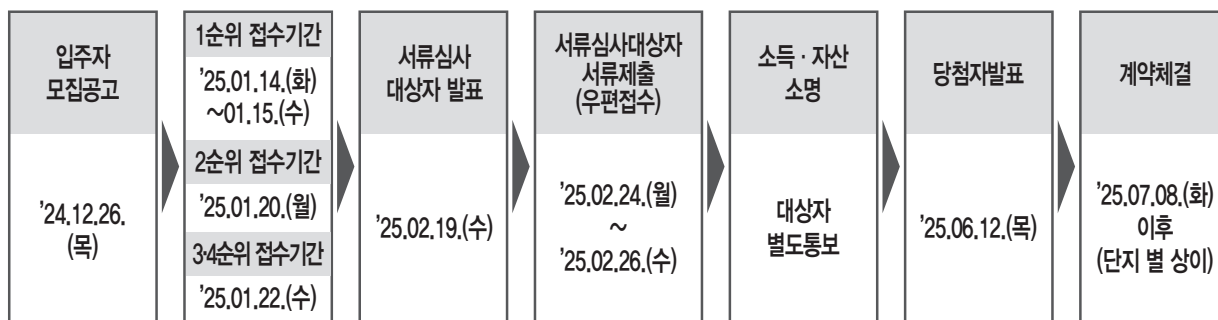 입주자
모집공고
'24.12.26.
(목)
1순위 접수기간
'25.01.14.(화)
~01.15.(수)
2순위 접수기간
'25.01.20.(월)
3·4순위 접수기간
'25.01.22.(수)
서류심사
대상자 발표
'25.02.19.(수)
서류심사대상자
서류제출
(우편접수)
'25.02.24.(월)
~
'25.02.26.(수)
소득·자산
소명
대상자
별도통보
당첨자발표
'25.06.12.(목)
계약체결
'25.07.08.(화)
이후
(단지 별 상이)